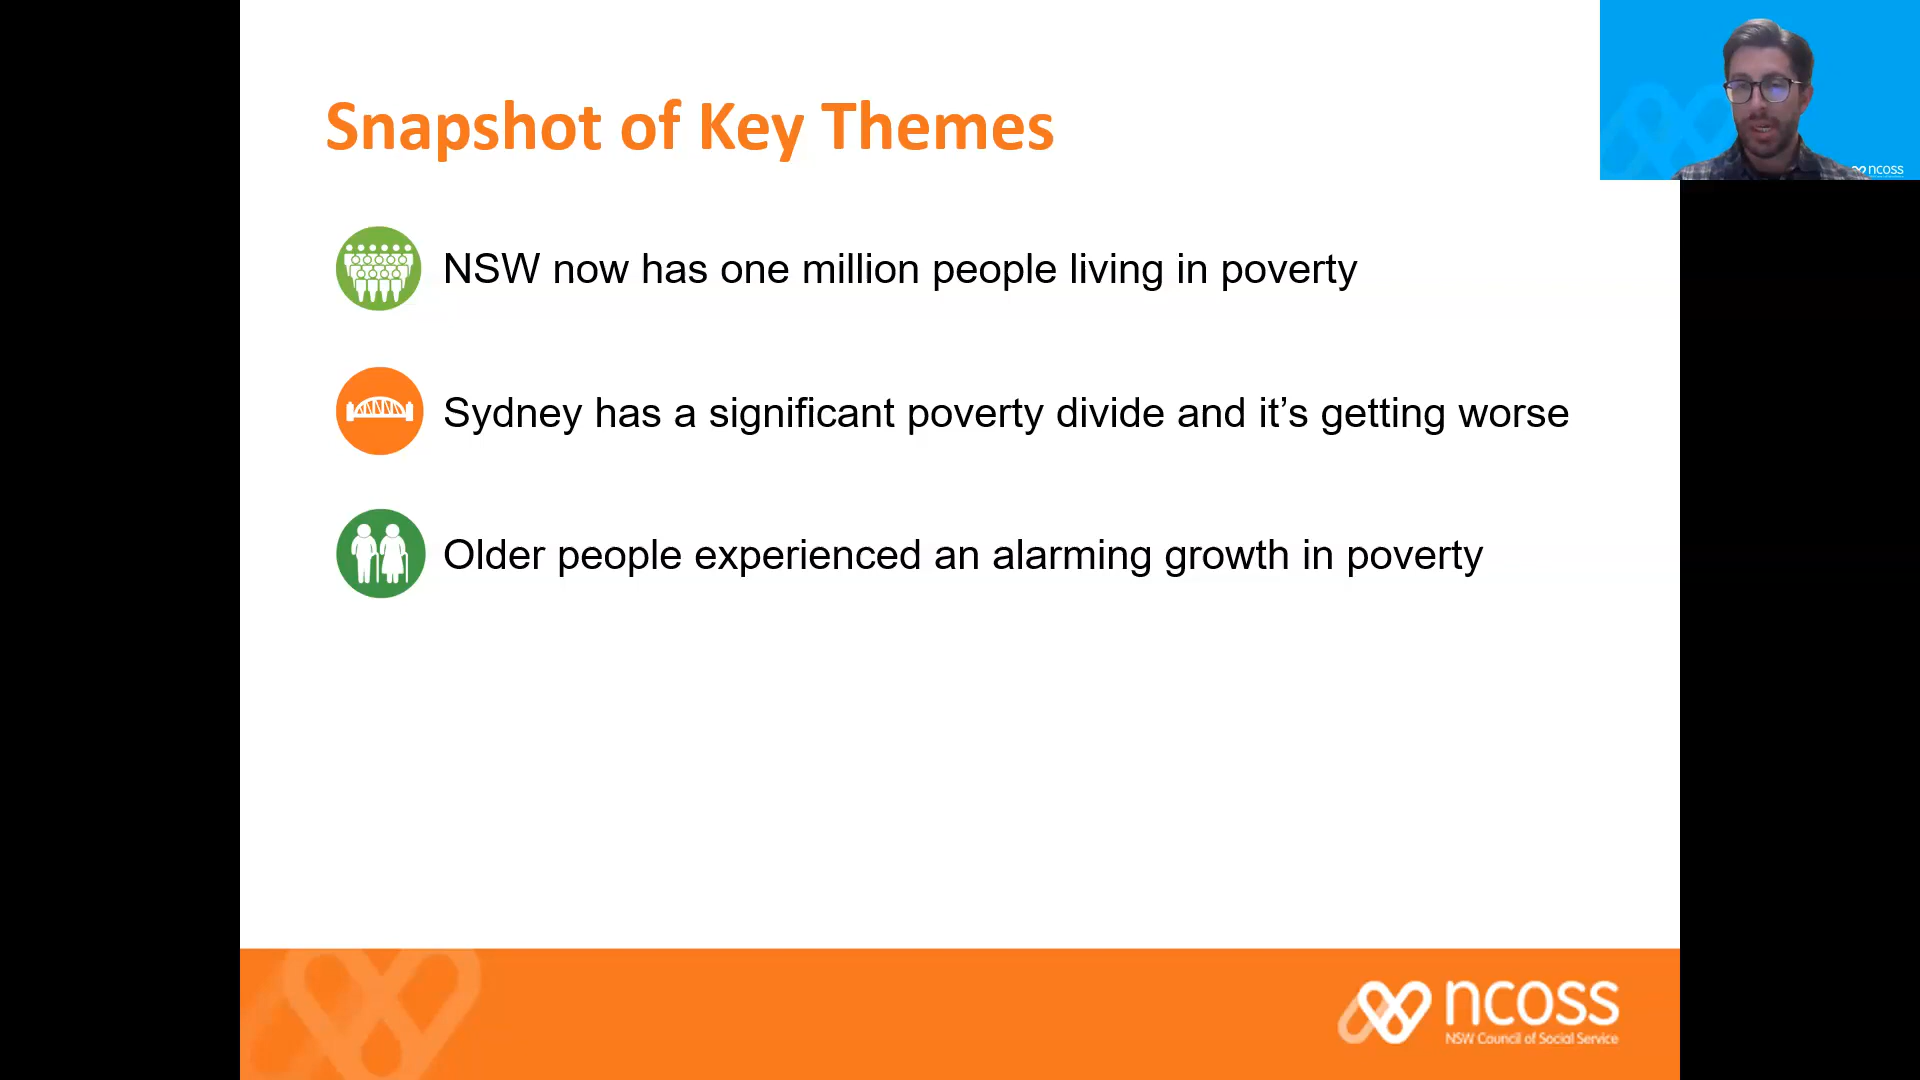 Snapshot of Key Themes
NSW now has one million people living in poverty
Sydney has a significant poverty divide and it’s getting worse
Older people experienced an alarming growth in poverty
ncoss
NSW Council of Social Service
ncoss